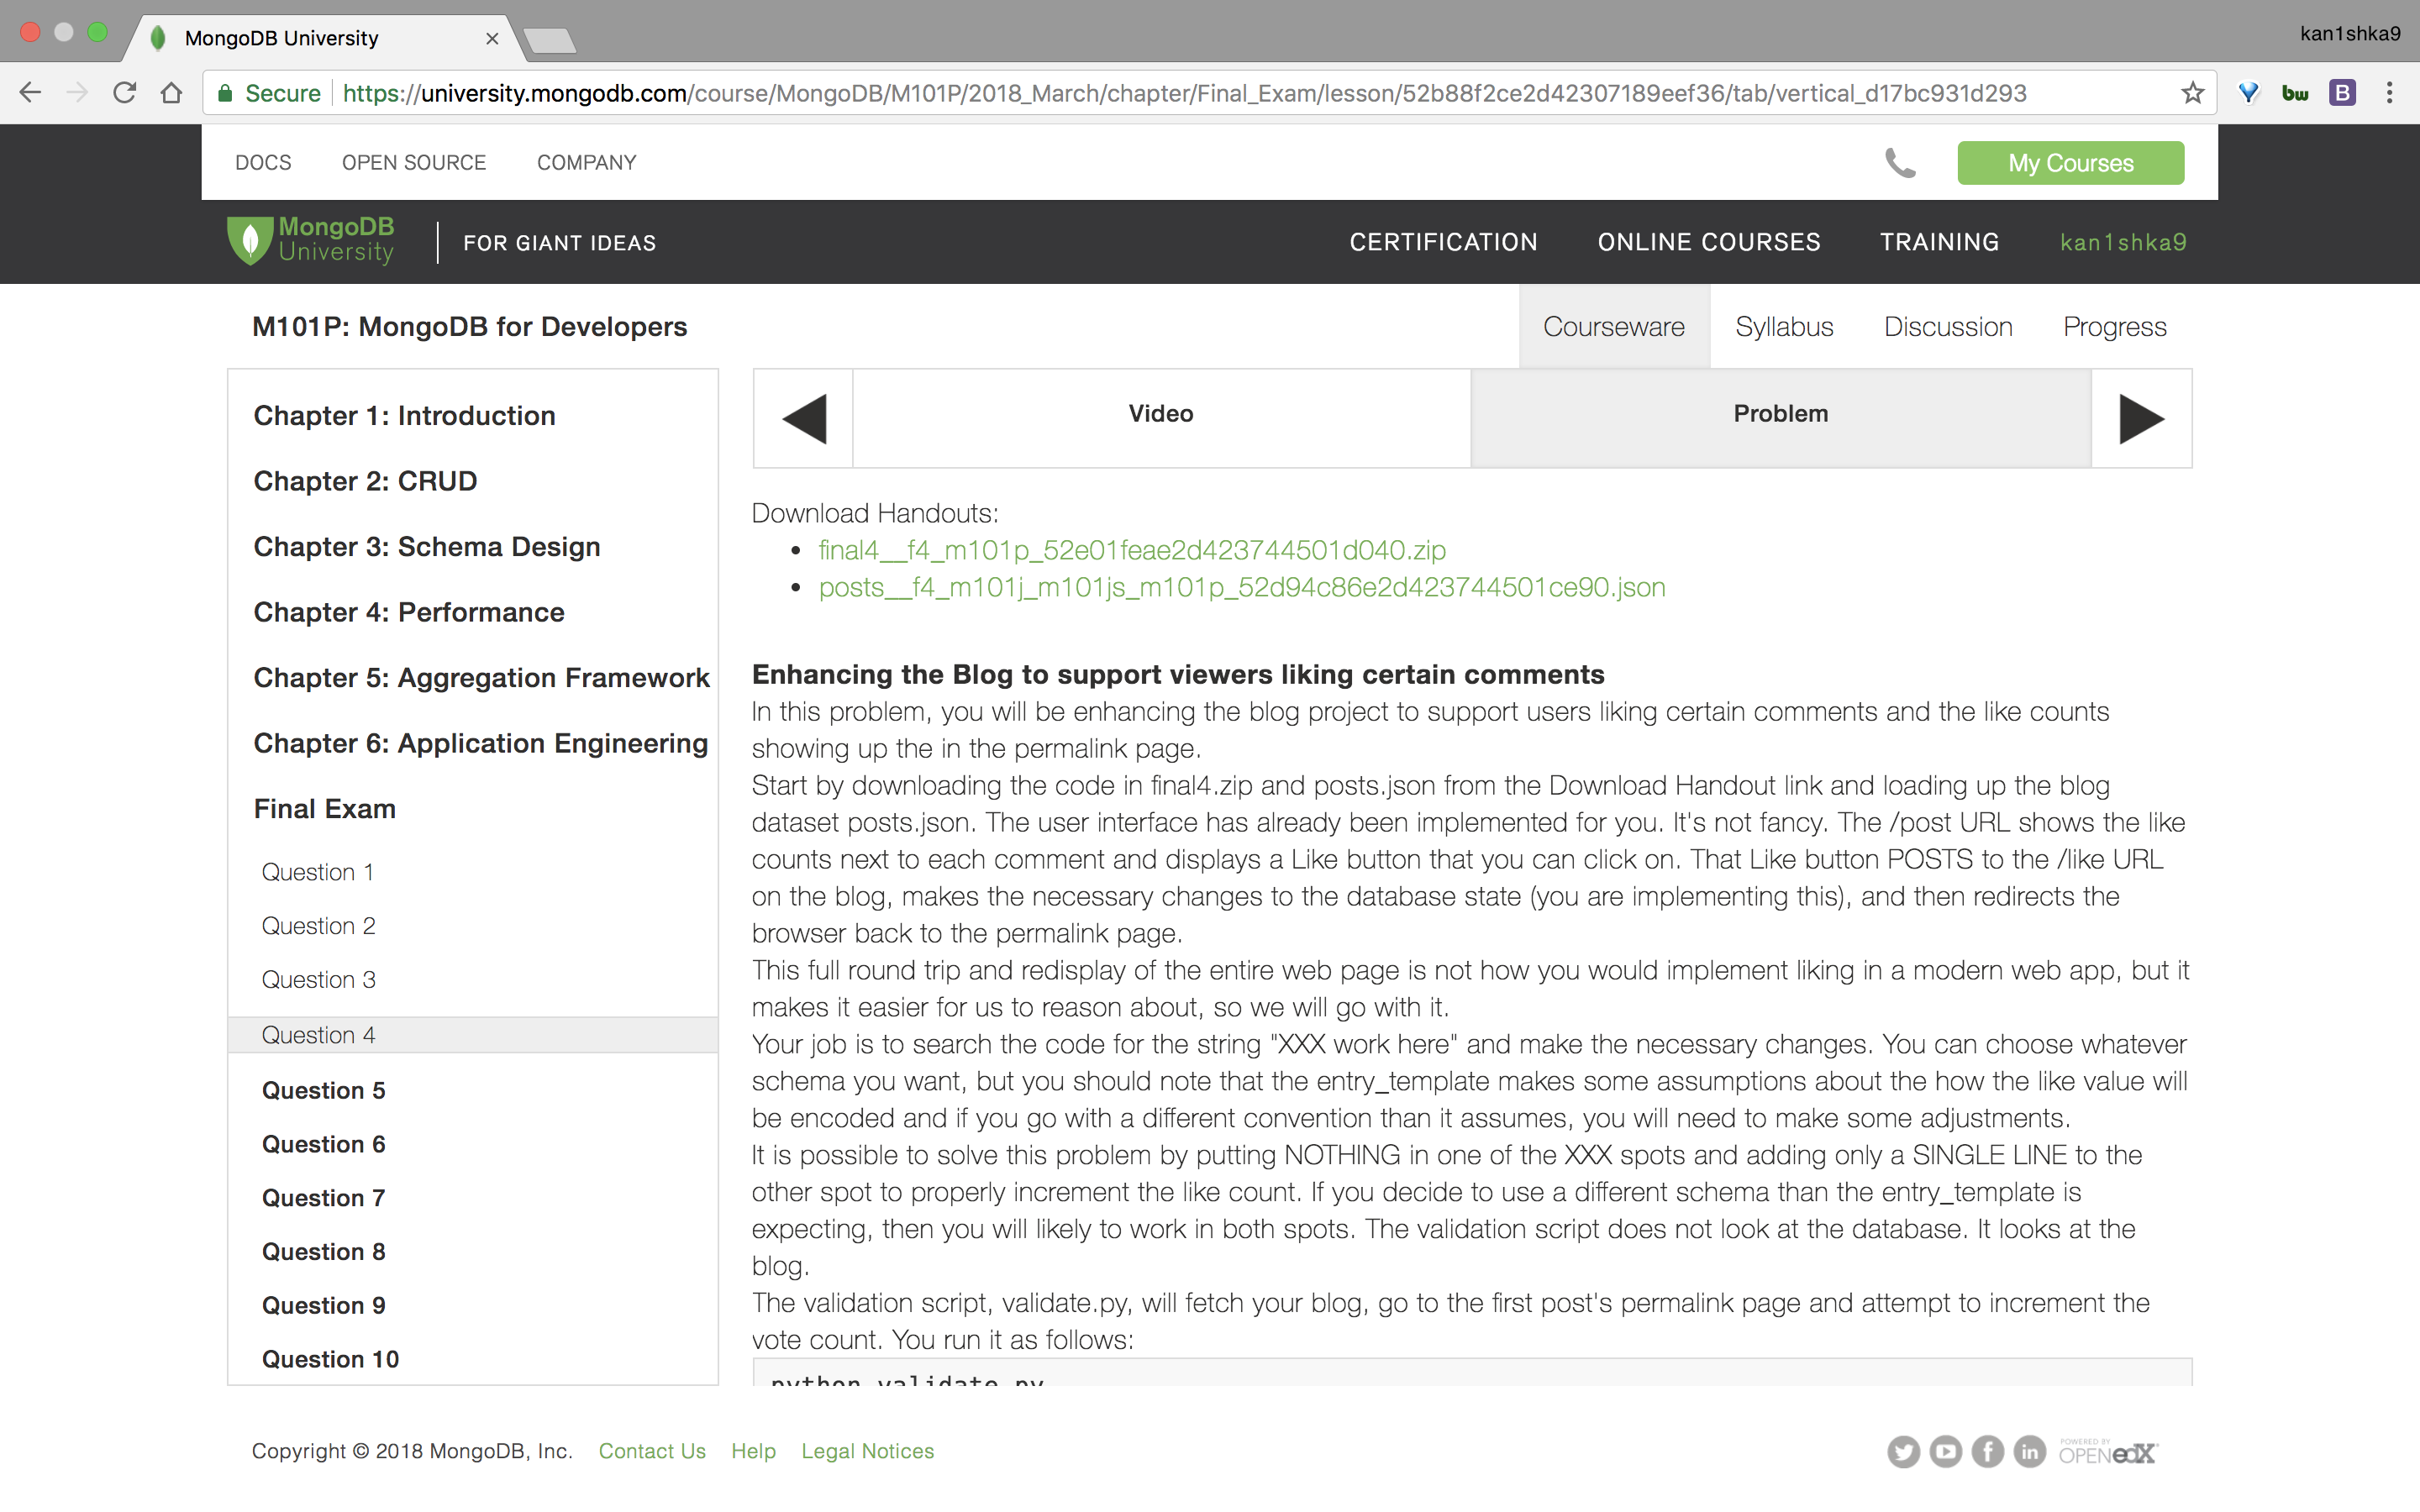 MongoDB University
kan1shka9
Secure https://university.mongodb.com/course/MongoDB/M101P/2018_March/chapter/Final_Exam/lesson/52b88f2ce2d42307189eef36/tab/vertical_d17bc931d293
bw
B
DOCS OPEN SOURCE COMPANY
My Courses
MongoDB
University
FOR GIANT IDEAS
CERTIFICATION ONLINE COURSES TRAINING kan1shka9
M101P: MongoDB for Developers
Courseware Syllabus Discussion Progress
Chapter 1: Introduction
Chapter 2: CRUD
Chapter 3: Schema Design
Chapter 4: Performance
Chapter 5: Aggregation Framework
Chapter 6: Application Engineering
Final Exam
Question 1
Question 2
Question 3
Question 4
Question 5
Question 6
Question 7
Question 8
Question 9
Question 10
Video Problem
Download Handouts:
final4__f4_m101p_52e01feae2d423744501d040.zip
posts__f4_m101j_m101js_m101p_52d94c86e2d423744501ce90.json
Enhancing the Blog to support viewers liking certain comments
In this problem, you will be enhancing the blog project to support users liking certain comments and the like counts
showing up the in the permalink page.
Start by downloading the code in final4.zip and posts.json from the Download Handout link and loading up the blog
dataset posts.json. The user interface has already been implemented for you. It's not fancy. The /post URL shows the like
counts next to each comment and displays a Like button that you can click on. That Like button POSTS to the /like URL
on the blog, makes the necessary changes to the database state (you are implementing this), and then redirects the
browser back to the permalink page.
This full round trip and redisplay of the entire web page is not how you would implement liking in a modern web app, but it
makes it easier for us to reason about, so we will go with it.
Your job is to search the code for the string "XXX work here" and make the necessary changes. You can choose whatever
schema you want, but you should note that the entry_template makes some assumptions about the how the like value will
be encoded and if you go with a different convention than it assumes, you will need to make some adjustments.
It is possible to solve this problem by putting NOTHING in one of the XXX spots and adding only a SINGLE LINE to the
other spot to properly increment the like count. If you decide to use a different schema than the entry_template is
expecting, then you will likely to work in both spots. The validation script does not look at the database. It looks at the
blog.
The validation script, validate.py, will fetch your blog, go to the first post's permalink page and attempt to increment the
vote count. You run it as follows:
python validate.py
Copyright © 2018 MongoDB, Inc. Contact Us Help Legal Notices
POWERED BY
OPEN edX